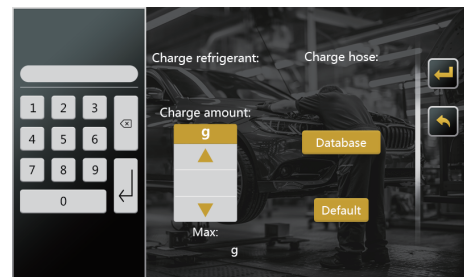 1 2 3
4 5 6
7 8 9
0
Charge refrigerant:
Charge hose:
Charge amount:
g
Database
Default
Max:
g